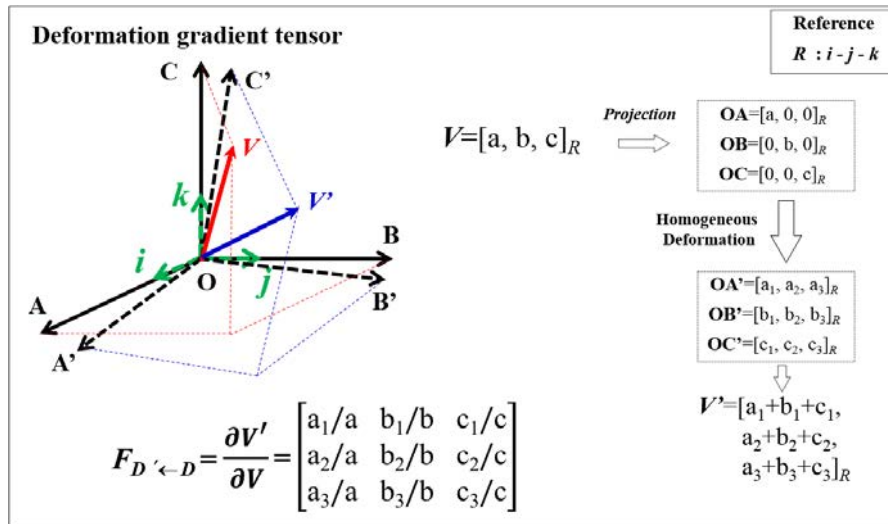 Deformation gradient tensor
Reference
R : i - j - k
C
C’
V
V’
k
i
j
O
B
B’
A
A’
V=[a, b, c]R
Projection
OA=[a, 0, 0]R
OB=[0, b, 0]R
OC=[0, 0, c]R
Homogeneous
Deformation
OA’=[a1, a2, a3]R
OB’=[b1, b2, b3]R
OC’=[c1, c2, c3]R
V’=[a1+b1+c1,
a2+b2+c2,
a3+b3+c3]R
F D´←D = ∂V′/∂V =
a1/a b1/b c1/c
a2/a b2/b c2/c
a3/a b3/b c3/c